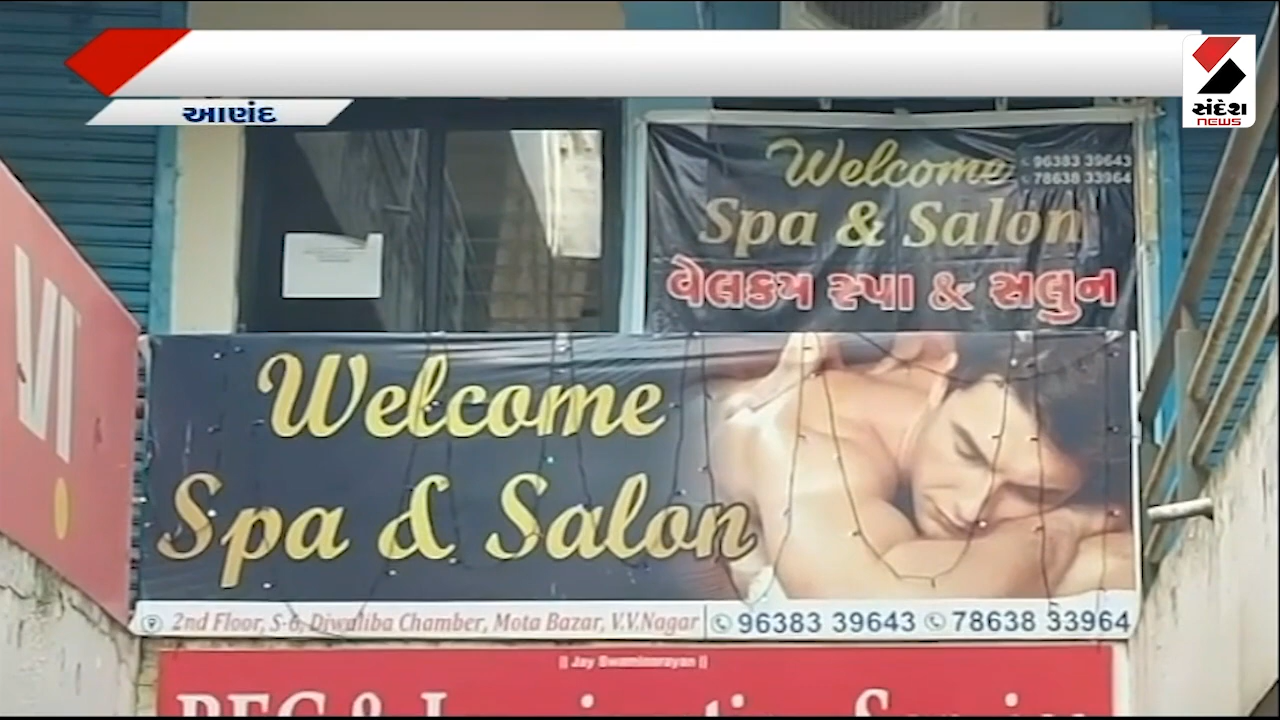 આણંદ
સંદેશ
NEWS
Welcome
96383 39643
78638 33964
Spa & Salon
વેલકમ સ્પા & સલુન
VI
Welcome
Spa & Salon
2nd Floor, S-6, Diwaliba Chamber, Mota Bazar, V.V.Nagar
96383 39643 78638 33964
|| Jay Swaminarayan ||